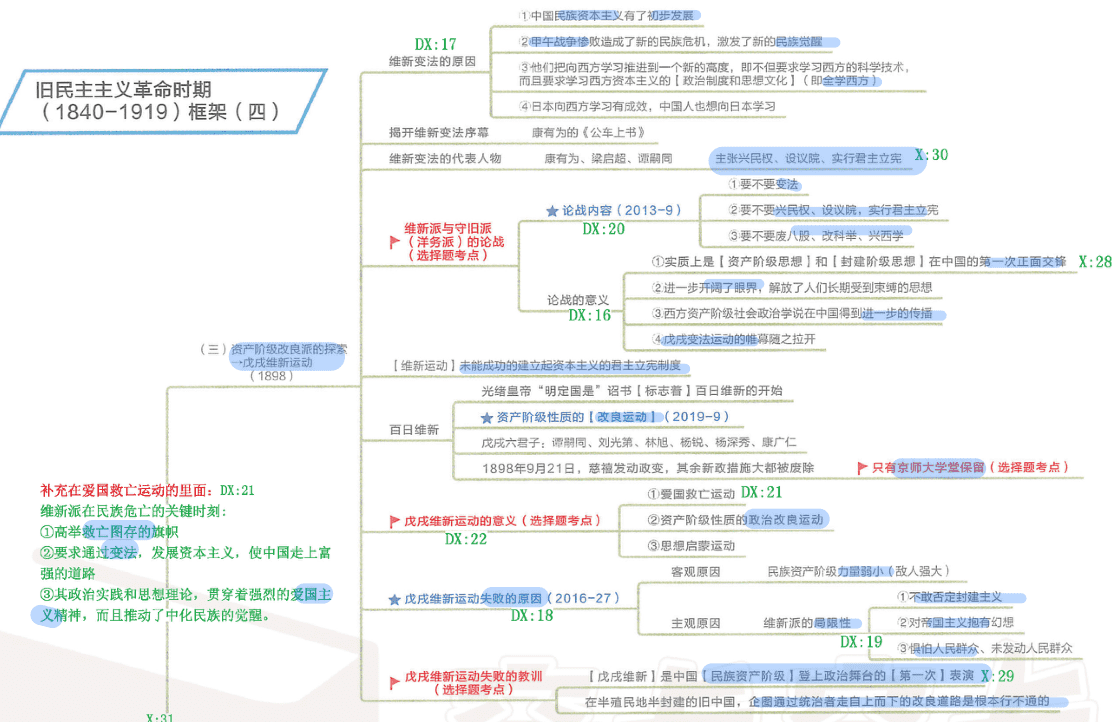 旧民主主义革命时期
（1840-1919）框架（四）
（三）资产阶级改良派的探索
→戊戌维新运动
（1898）
DX:17
维新变法的原因
①中国民族资本主义有了初步发展
②甲午战争惨败造成了新的民族危机，激发了新的民族觉醒
③他们把向西方学习推进到一个新的高度，即不但要求学习西方的科学技术，
而且要求学习西方资本主义的【政治制度和思想文化】（即全学西方）
④日本向西方学习有成效，中国人也想向日本学习
揭开维新变法序幕 康有为的《公车上书》
维新变法的代表人物 康有为、梁启超、谭嗣同 主张兴民权、设议院、实行君主立宪 X:30
维新派与守旧派
（洋务派）的论战
（选择题考点）
★ 论战内容（2013-9）
DX:20
①要不要变法
②要不要兴民权、设议院，实行君主立宪
③要不要废八股、改科举、兴西学
论战的意义
DX:16
①实质上是【资产阶级思想】和【封建阶级思想】在中国的第一次正面交锋 X:28
②进一步开阔了眼界，解放了人们长期受到束缚的思想
③西方资产阶级社会政治学说在中国得到进一步的传播
④戊戌变法运动的帷幕随之拉开
【维新运动】未能成功的建立起资本主义的君主立宪制度
百日维新
光绪皇帝“明定国是”诏书【标志着】百日维新的开始
★ 资产阶级性质的【改良运动】（2019-9）
戊戌六君子：谭嗣同、刘光第、林旭、杨锐、杨深秀、康广仁
1898年9月21日，慈禧发动政变，其余新政措施大都被废除 只有京师大学堂保留（选择题考点）
戊戌维新运动的意义（选择题考点）
DX:22
①爱国救亡运动 DX:21
②资产阶级性质的政治改良运动
③思想启蒙运动
补充在爱国救亡运动的里面：DX:21
维新派在民族危亡的关键时刻：
①高举救亡图存的旗帜
②要求通过变法，发展资本主义，使中国走上富
强的道路
③其政治实践和思想理论，贯穿着强烈的爱国主
义精神，而且推动了中化民族的觉醒。
★ 戊戌维新运动失败的原因（2016-27）
DX:18
客观原因 民族资产阶级力量弱小（敌人强大）
主观原因 维新派的局限性
DX:19
①不敢否定封建主义
②对帝国主义抱有幻想
③惧怕人民群众、未发动人民群众
戊戌维新运动失败的教训
（选择题考点）
【戊戌维新】是中国【民族资产阶级】登上政治舞台的【第一次】表演 X:29
在半殖民地半封建的旧中国，企图通过统治者走自上而下的改良道路是根本行不通的
X:31